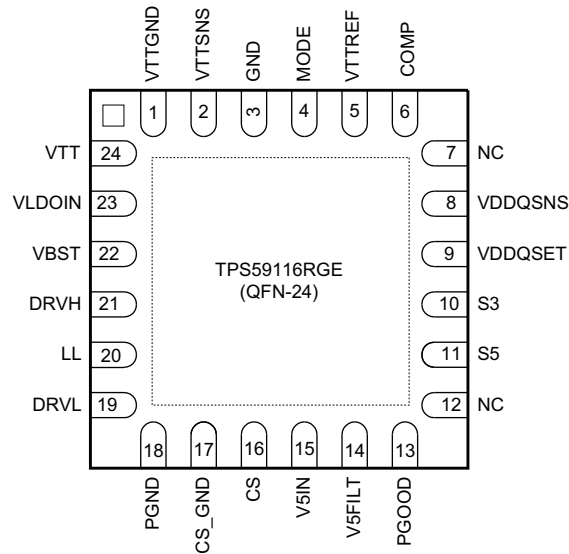 VTTGND
VTTSNS
GND
MODE
VTTREF
COMP
1
2
3
4
5
6
VTT 24
7 NC
VLDOIN 23
8 VDDQSNS
VBST 22
9 VDDQSET
TPS59116RGE
(QFN-24)
DRVH 21
10 S3
LL 20
11 S5
DRVL 19
12 NC
18
17
16
15
14
13
PGND
CS_GND
CS
V5IN
V5FILT
PGOOD